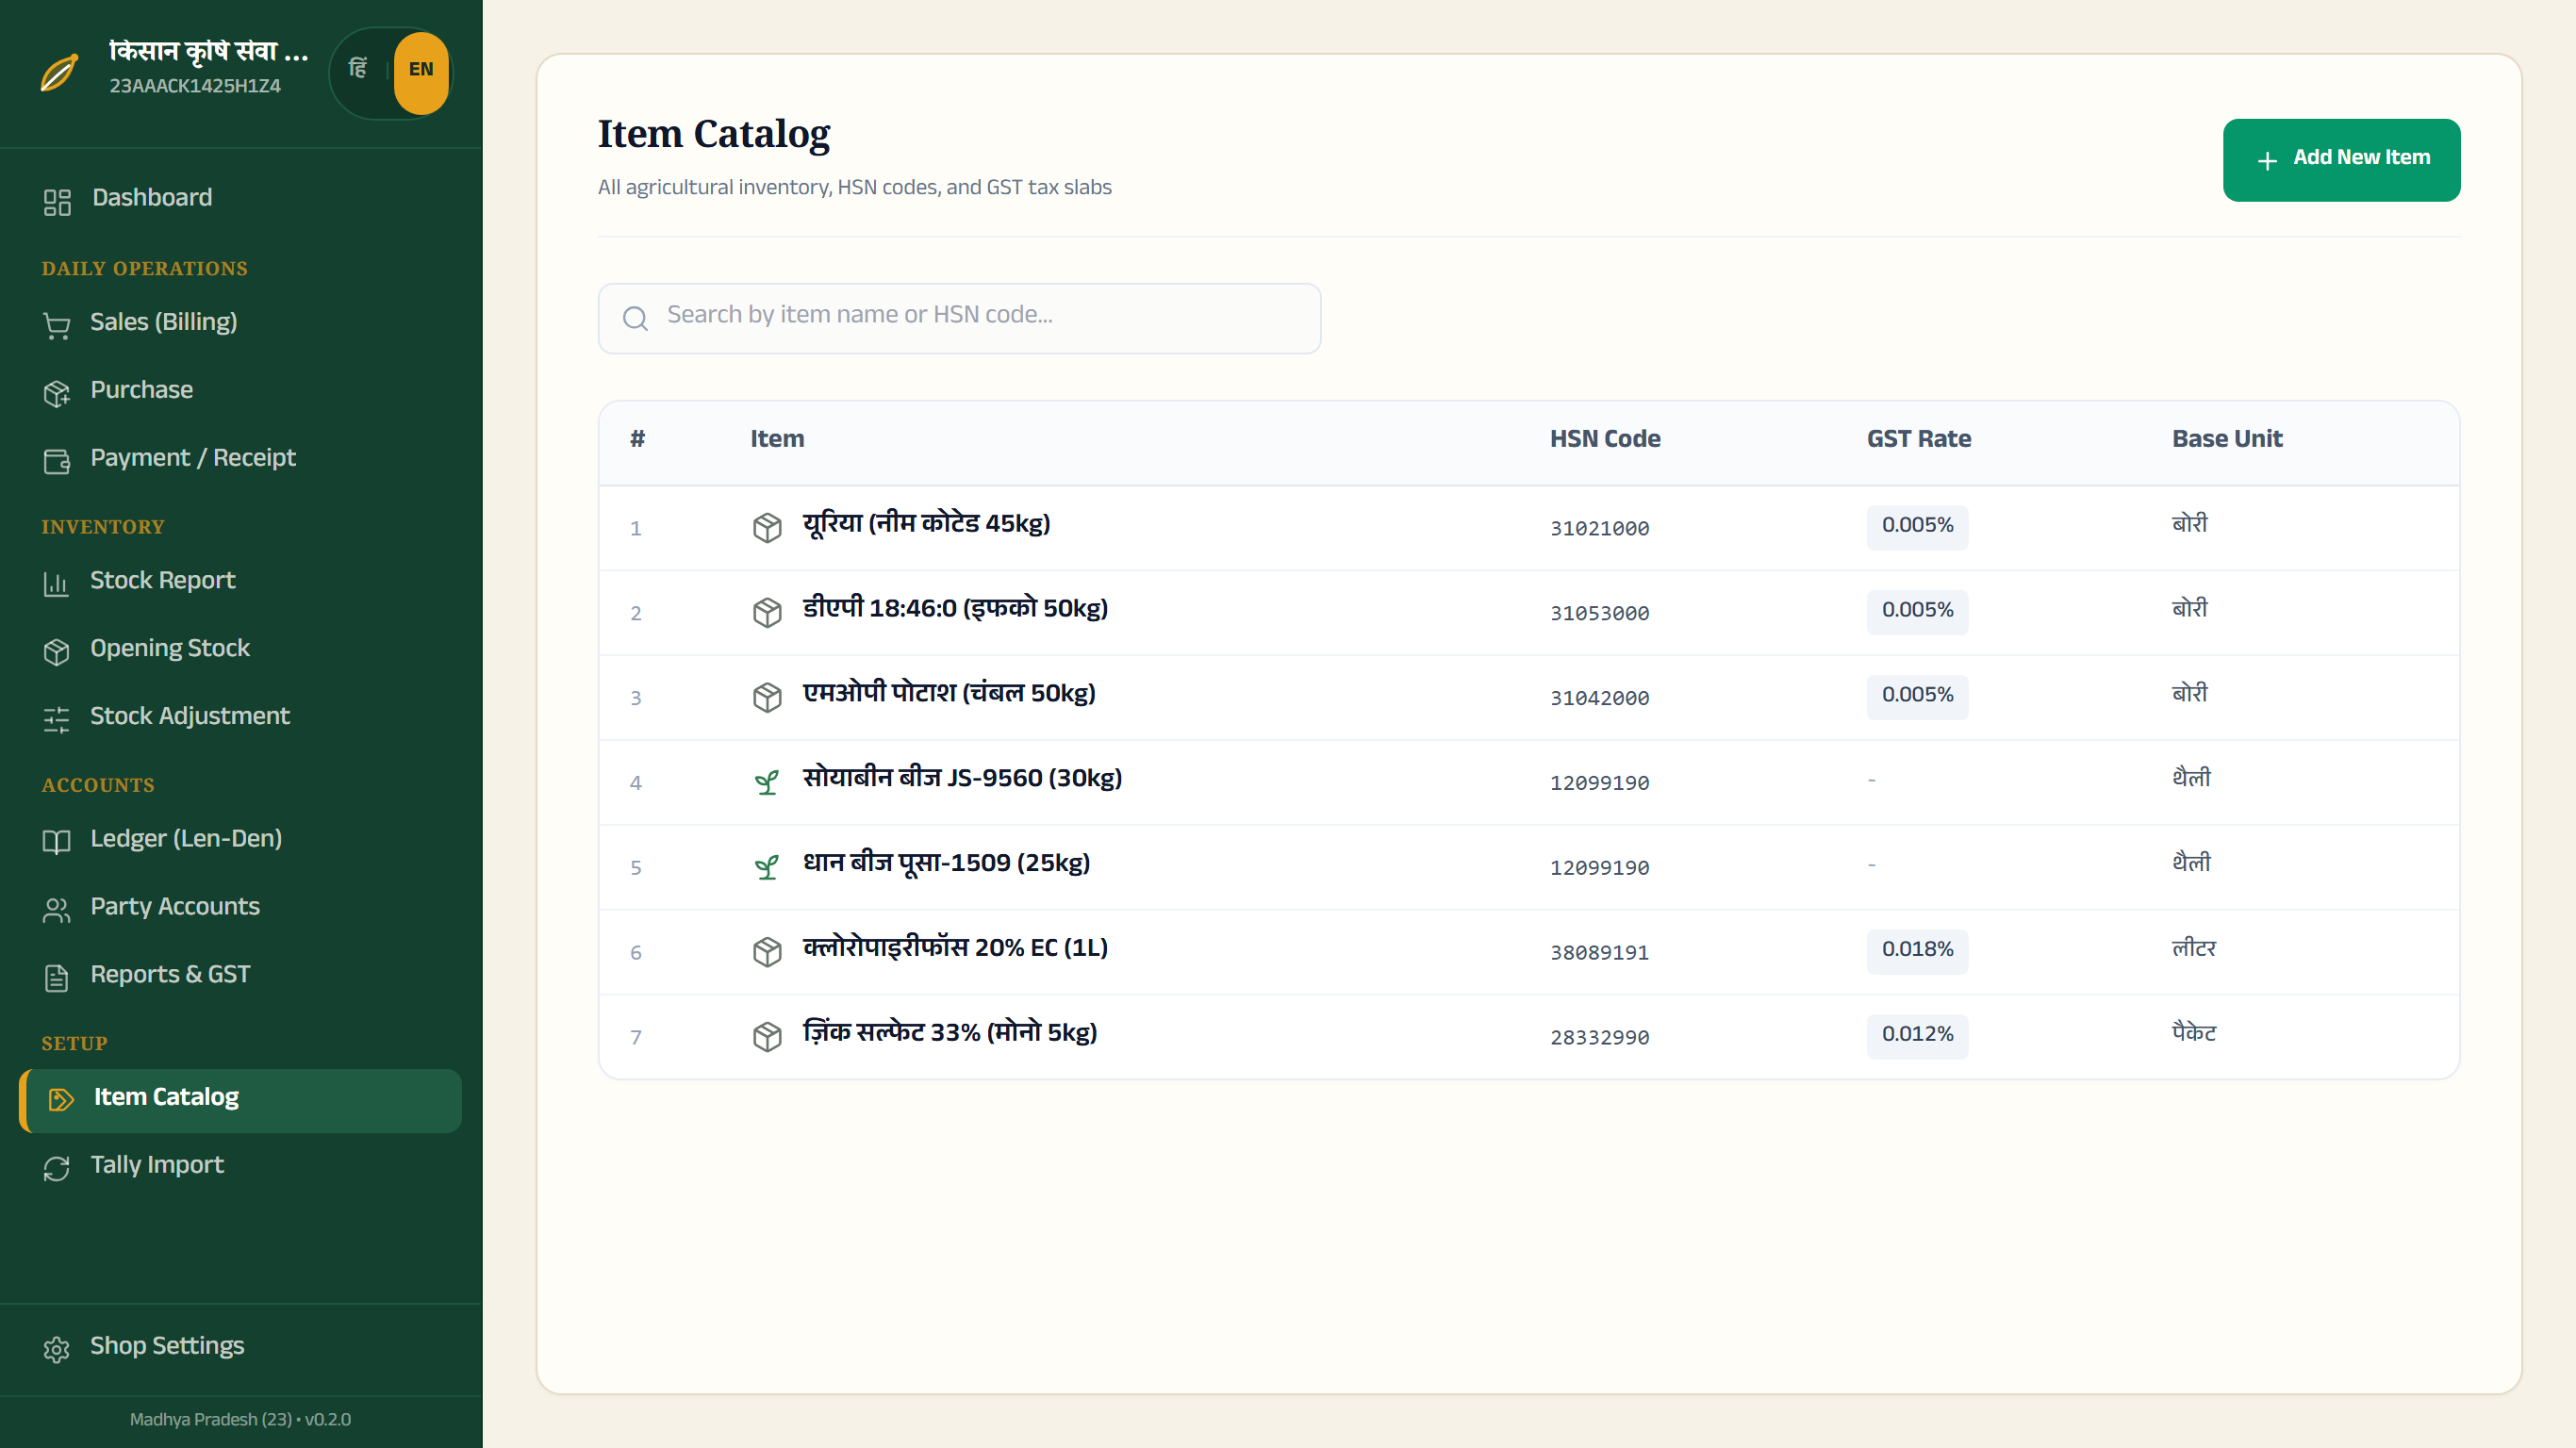 किसान कृषि सेवा ...
23AAACK1425H1Z4
हिं
EN
Dashboard
DAILY OPERATIONS
Sales (Billing)
Purchase
Payment / Receipt
INVENTORY
Stock Report
Opening Stock
Stock Adjustment
ACCOUNTS
Ledger (Len-Den)
Party Accounts
Reports & GST
SETUP
Item Catalog
Tally Import
Shop Settings
Madhya Pradesh (23) • v0.2.0
Item Catalog
All agricultural inventory, HSN codes, and GST tax slabs
+ Add New Item
Search by item name or HSN code...
# Item HSN Code GST Rate Base Unit
1 यूरिया (नीम कोटेड 45kg) 31021000 0.005% बोरी
2 डीएपी 18:46:0 (इफको 50kg) 31053000 0.005% बोरी
3 एमओपी पोटाश (चंबल 50kg) 31042000 0.005% बोरी
4 सोयाबीन बीज JS-9560 (30kg) 12099190 - थैली
5 धान बीज पूसा-1509 (25kg) 12099190 - थैली
6 क्लोरोपाइरीफॉस 20% EC (1L) 38089191 0.018% लीटर
7 ज़िंक सल्फेट 33% (मोनो 5kg) 28332990 0.012% पैकेट